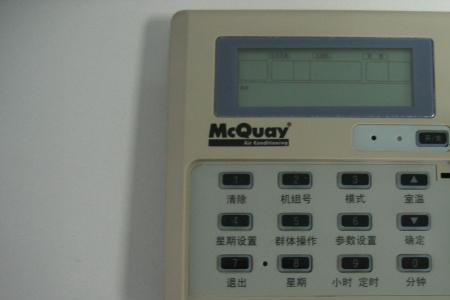 McQuay
Air Conditioning
1 2 3 ▲
清除 机组号 模式 室温
4 5 6 ▼
星期设置 群体操作 参数设置 确定
7 8 9 0
退出 星期 小时 定时 分钟